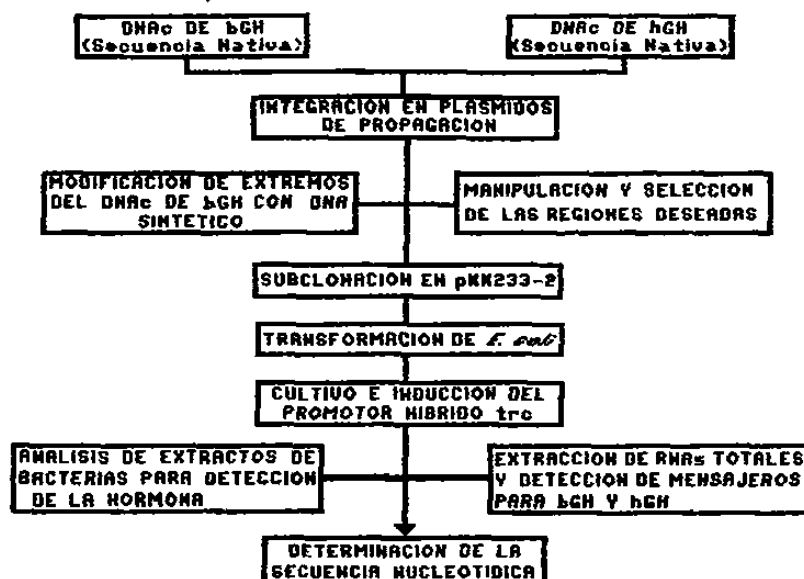 DNAc DE bGH
(Secuencia Nativa)
DNAc DE hGH
(Secuencia Nativa)
INTEGRACION EN PLASMIDOS
DE PROPAGACION
MODIFICACION DE EXTREMOS
DEL DNAc DE bGH CON DNA
SINTETICO
MANIPULACION Y SELECCION
DE LAS REGIONES DESEADAS
SUBCLONACION EN pKK233-2
TRANSFORMACION DE E. coli
CULTIVO E INDUCCION DEL
PROMOTOR HIBRIDO trc
ANALISIS DE EXTRACTOS DE
BACTERIAS PARA DETECCION
DE LA HORMONA
EXTRACCION DE RNAs TOTALES
Y DETECCION DE MENSAJEROS
PARA bGH Y hGH
DETERMINACION DE LA
SECUENCIA NUCLEOTIDICA